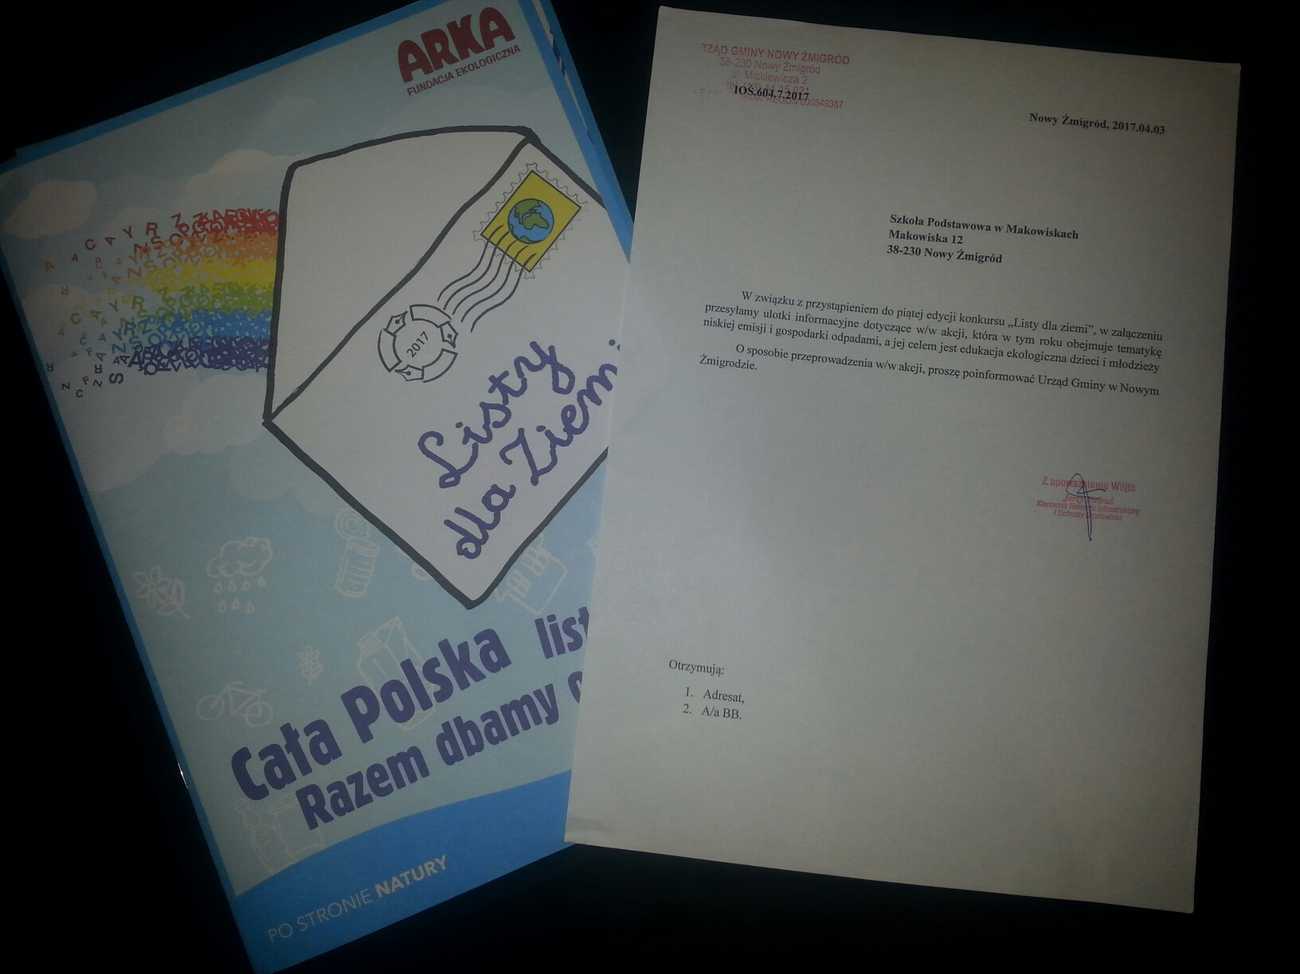 ARKA
FUNDACJA EKOLOGICZNA
2017
Listy
dla Ziemi
Cała Polska
Razem dbamy
PO STRONIE NATURY
URZĄD GMINY NOWY ŻMIGRÓD
38-230 Nowy Żmigród
ul. Mickiewicza 2
IOŚ.604.7.2017
Nowy Żmigród, 2017.04.03
Szkoła Podstawowa w Makowiskach
Makowiska 12
38-230 Nowy Żmigród
W związku z przystąpieniem do piątej edycji konkursu „Listy dla ziemi”, w załączeniu
przesyłamy ulotki informacyjne dotyczące w/w akcji, która w tym roku obejmuje tematykę
niskiej emisji i gospodarki odpadami, a jej celem jest edukacja ekologiczna dzieci i młodzieży
O sposobie przeprowadzenia w/w akcji, proszę poinformować Urząd Gminy w Nowym
Żmigrodzie.
Z upoważnienia Wójta
Otrzymują:
1. Adresat,
2. A/a BB.